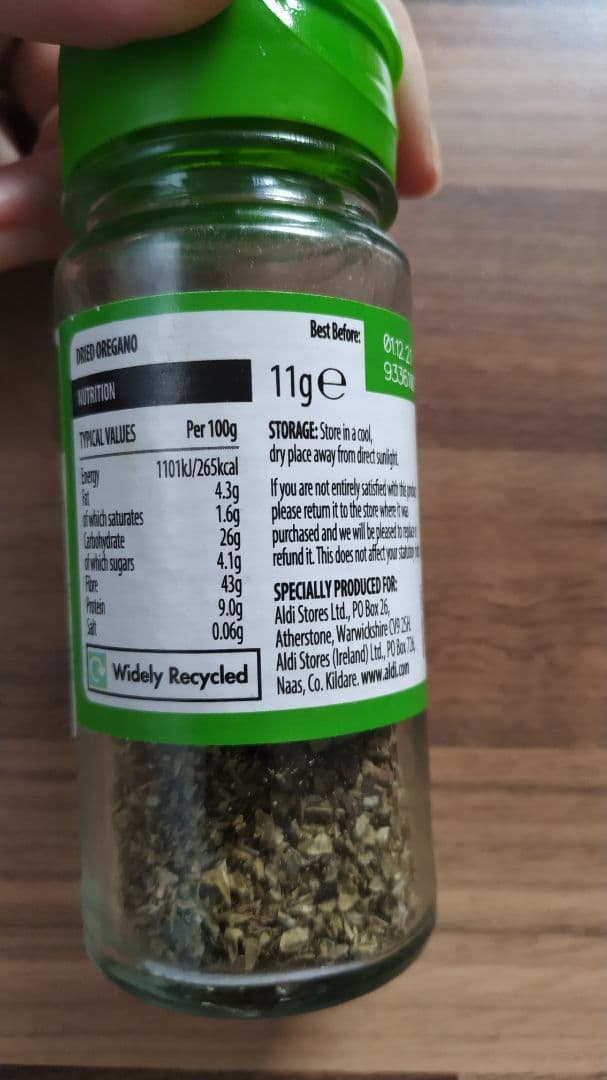 DRIED OREGANO
NUTRITION
TYPICAL VALUES Per 100g
Energy 1101kJ/265kcal
Fat 4.3g
of which saturates 1.6g
Carbohydrate 26g
of which sugars 4.1g
Fibre 43g
Protein 9.0g
Salt 0.06g
Widely Recycled
Best Before:
01.12.21
9336
11g e
STORAGE: Store in a cool,
dry place away from direct sunlight.
If you are not entirely satisfied with this
please return it to the store where it was
purchased and we will be pleased to
refund it. This does not affect your
SPECIALLY PRODUCED FOR:
Aldi Stores Ltd., PO Box 26,
Atherstone, Warwickshire CV9 2SH.
Aldi Stores (Ireland) Ltd., PO Box
Naas, Co. Kildare. www.aldi.com